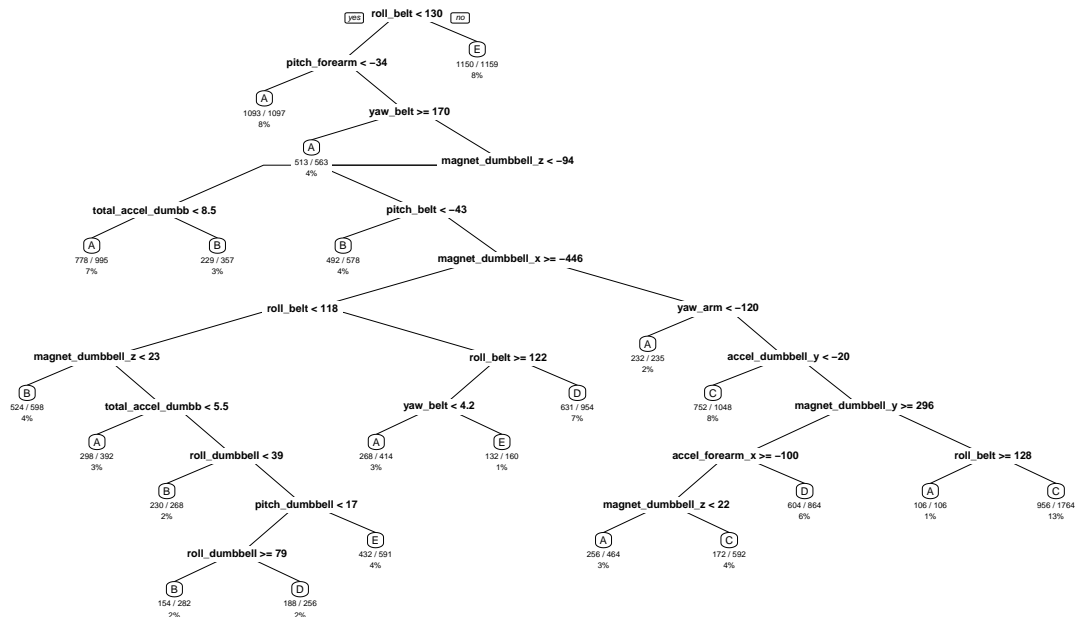 yes roll_belt < 130 no
pitch_forearm < −34
E
1150 / 1159
8%
A
1093 / 1097
8%
yaw_belt >= 170
A
513 / 563
4%
magnet_dumbbell_z < −94
total_accel_dumbb < 8.5
pitch_belt < −43
A
778 / 995
7%
B
229 / 357
3%
B
492 / 578
4%
magnet_dumbbell_x >= −446
roll_belt < 118
yaw_arm < −120
magnet_dumbbell_z < 23
roll_belt >= 122
A
232 / 235
2%
accel_dumbbell_y < −20
B
524 / 598
4%
total_accel_dumbb < 5.5
yaw_belt < 4.2
D
631 / 954
7%
C
752 / 1048
8%
magnet_dumbbell_y >= 296
A
298 / 392
3%
roll_dumbbell < 39
A
268 / 414
3%
E
132 / 160
1%
accel_forearm_x >= −100
roll_belt >= 128
B
230 / 268
2%
pitch_dumbbell < 17
magnet_dumbbell_z < 22
D
604 / 864
6%
A
106 / 106
1%
C
956 / 1764
13%
roll_dumbbell >= 79
E
432 / 591
4%
A
256 / 464
3%
C
172 / 592
4%
B
154 / 282
2%
D
188 / 256
2%